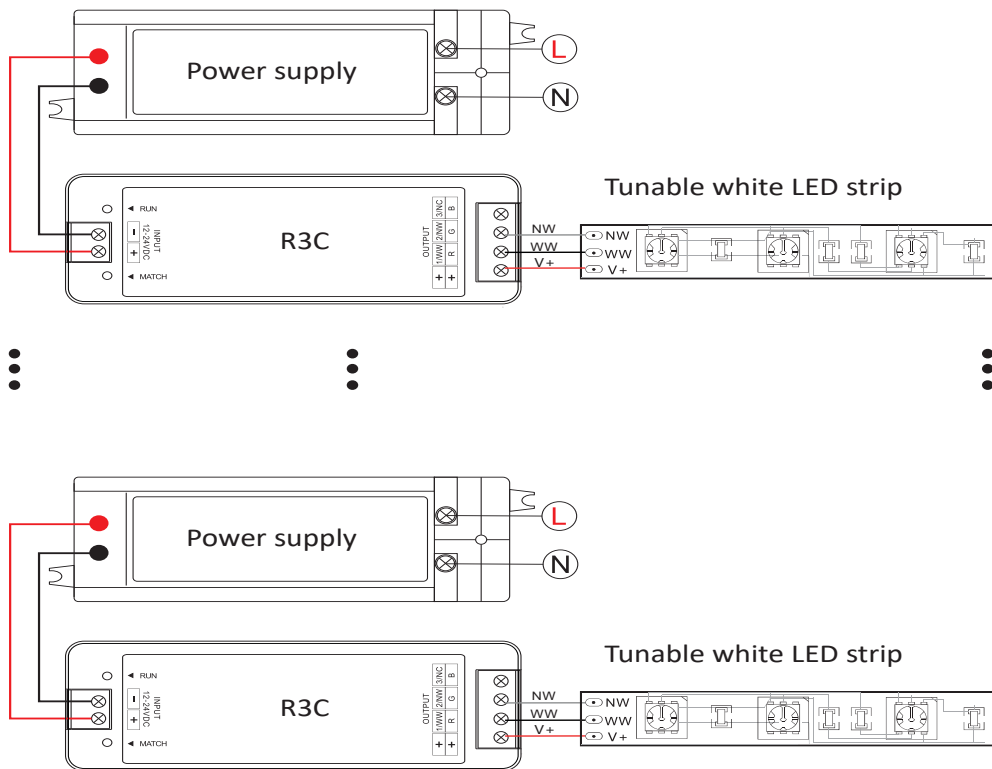 Power supply
L
N
Tunable white LED strip
RUN
INPUT
12-24VDC
- +
MATCH
R3C
OUTPUT
+ 1/WW 2/NW 3/NC
+ R G B
NW
WW
V+
NW
WW
V+
Power supply
L
N
Tunable white LED strip
RUN
INPUT
12-24VDC
- +
MATCH
R3C
OUTPUT
+ 1/WW 2/NW 3/NC
+ R G B
NW
WW
V+
NW
WW
V+